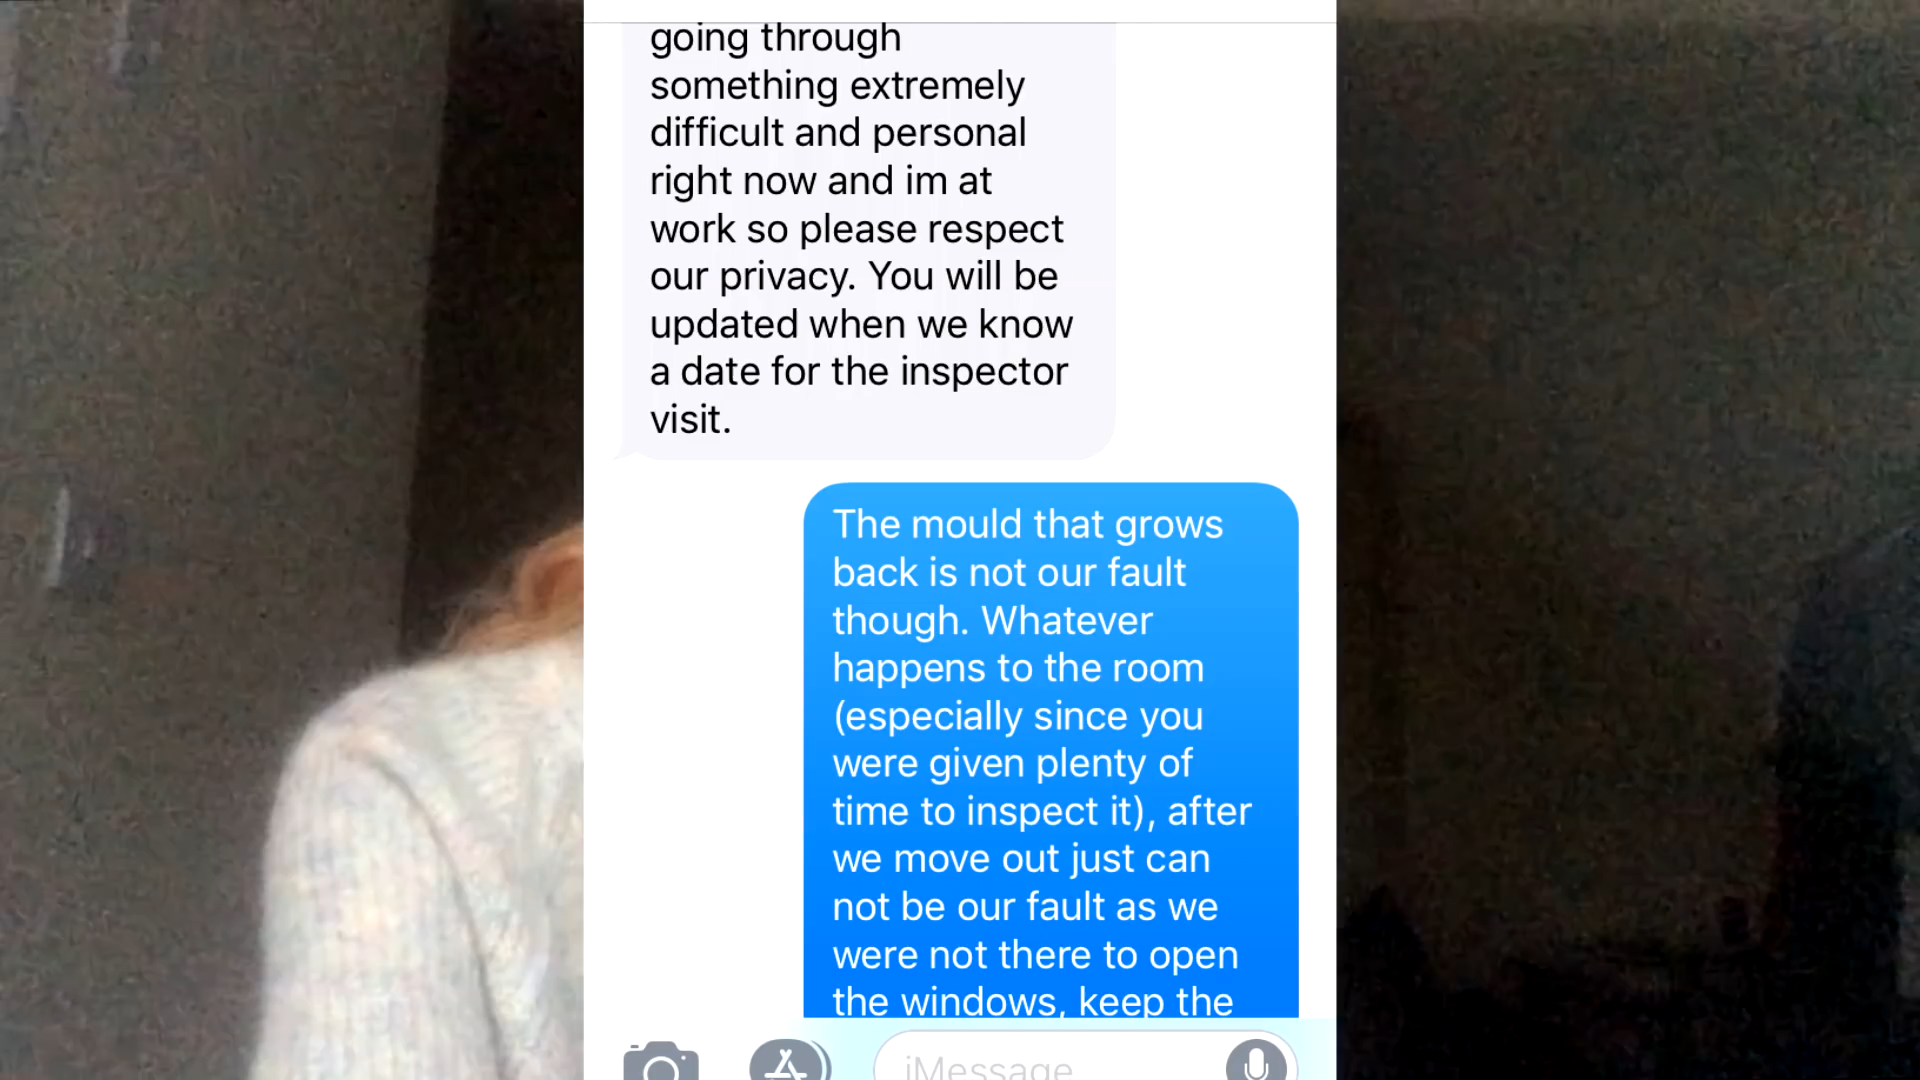 going through
something extremely
difficult and personal
right now and im at
work so please respect
our privacy. You will be
updated when we know
a date for the inspector
visit.
The mould that grows
back is not our fault
though. Whatever
happens to the room
(especially since you
were given plenty of
time to inspect it), after
we move out just can
not be our fault as we
were not there to open
the windows, keep the
iMessage